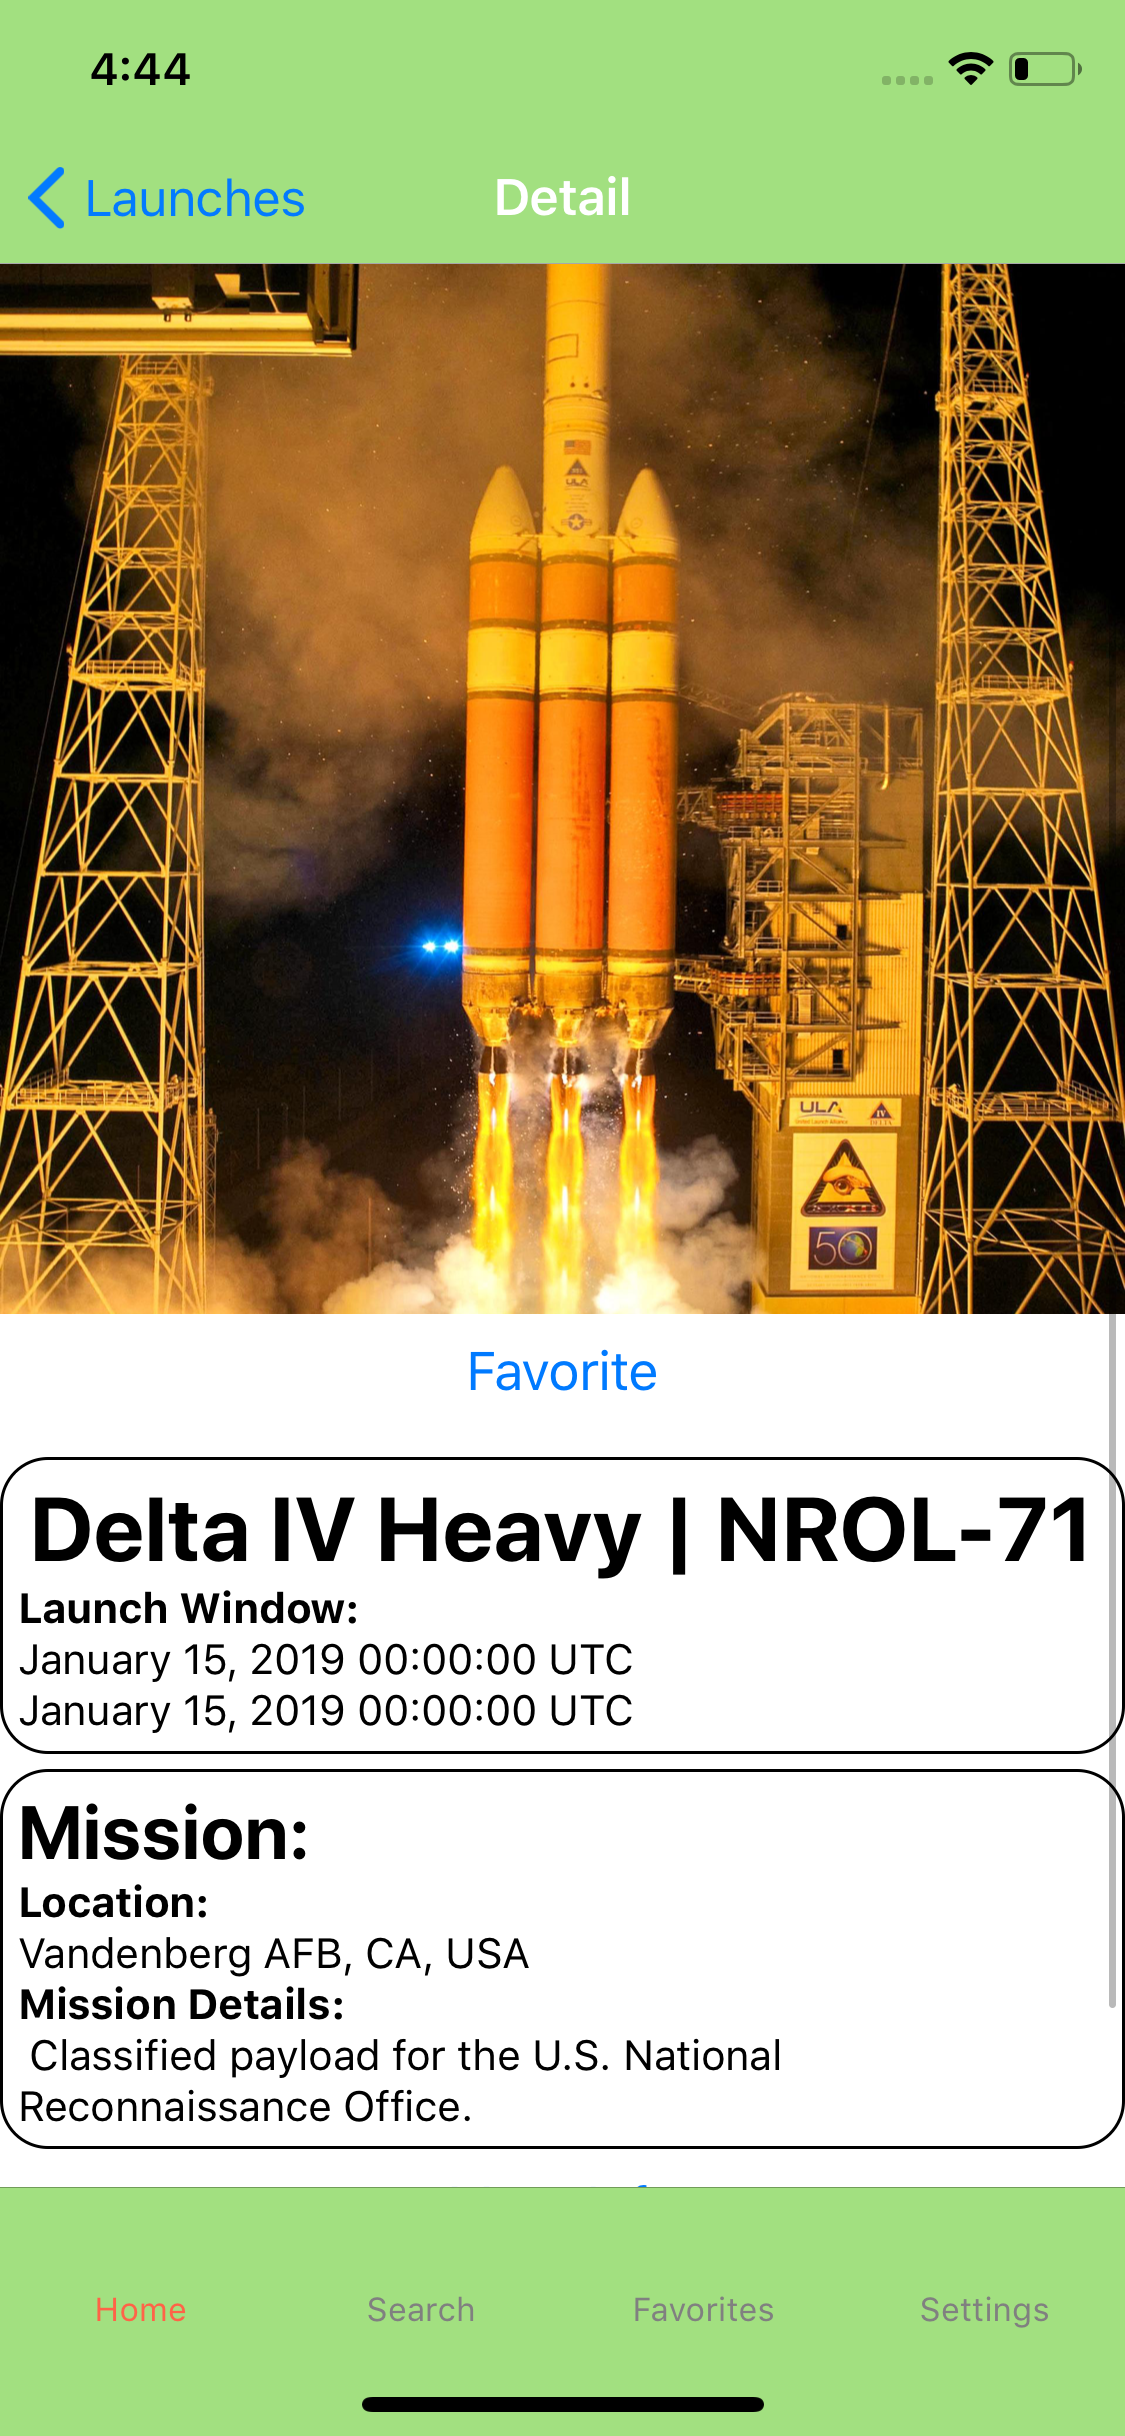 4:44
Launches
Detail
ULA
ULA
IV
DELTA
50
Favorite
Delta IV Heavy | NROL-71
Launch Window:
January 15, 2019 00:00:00 UTC
January 15, 2019 00:00:00 UTC
Mission:
Location:
Vandenberg AFB, CA, USA
Mission Details:
Classified payload for the U.S. National
Reconnaissance Office.
Home
Search
Favorites
Settings